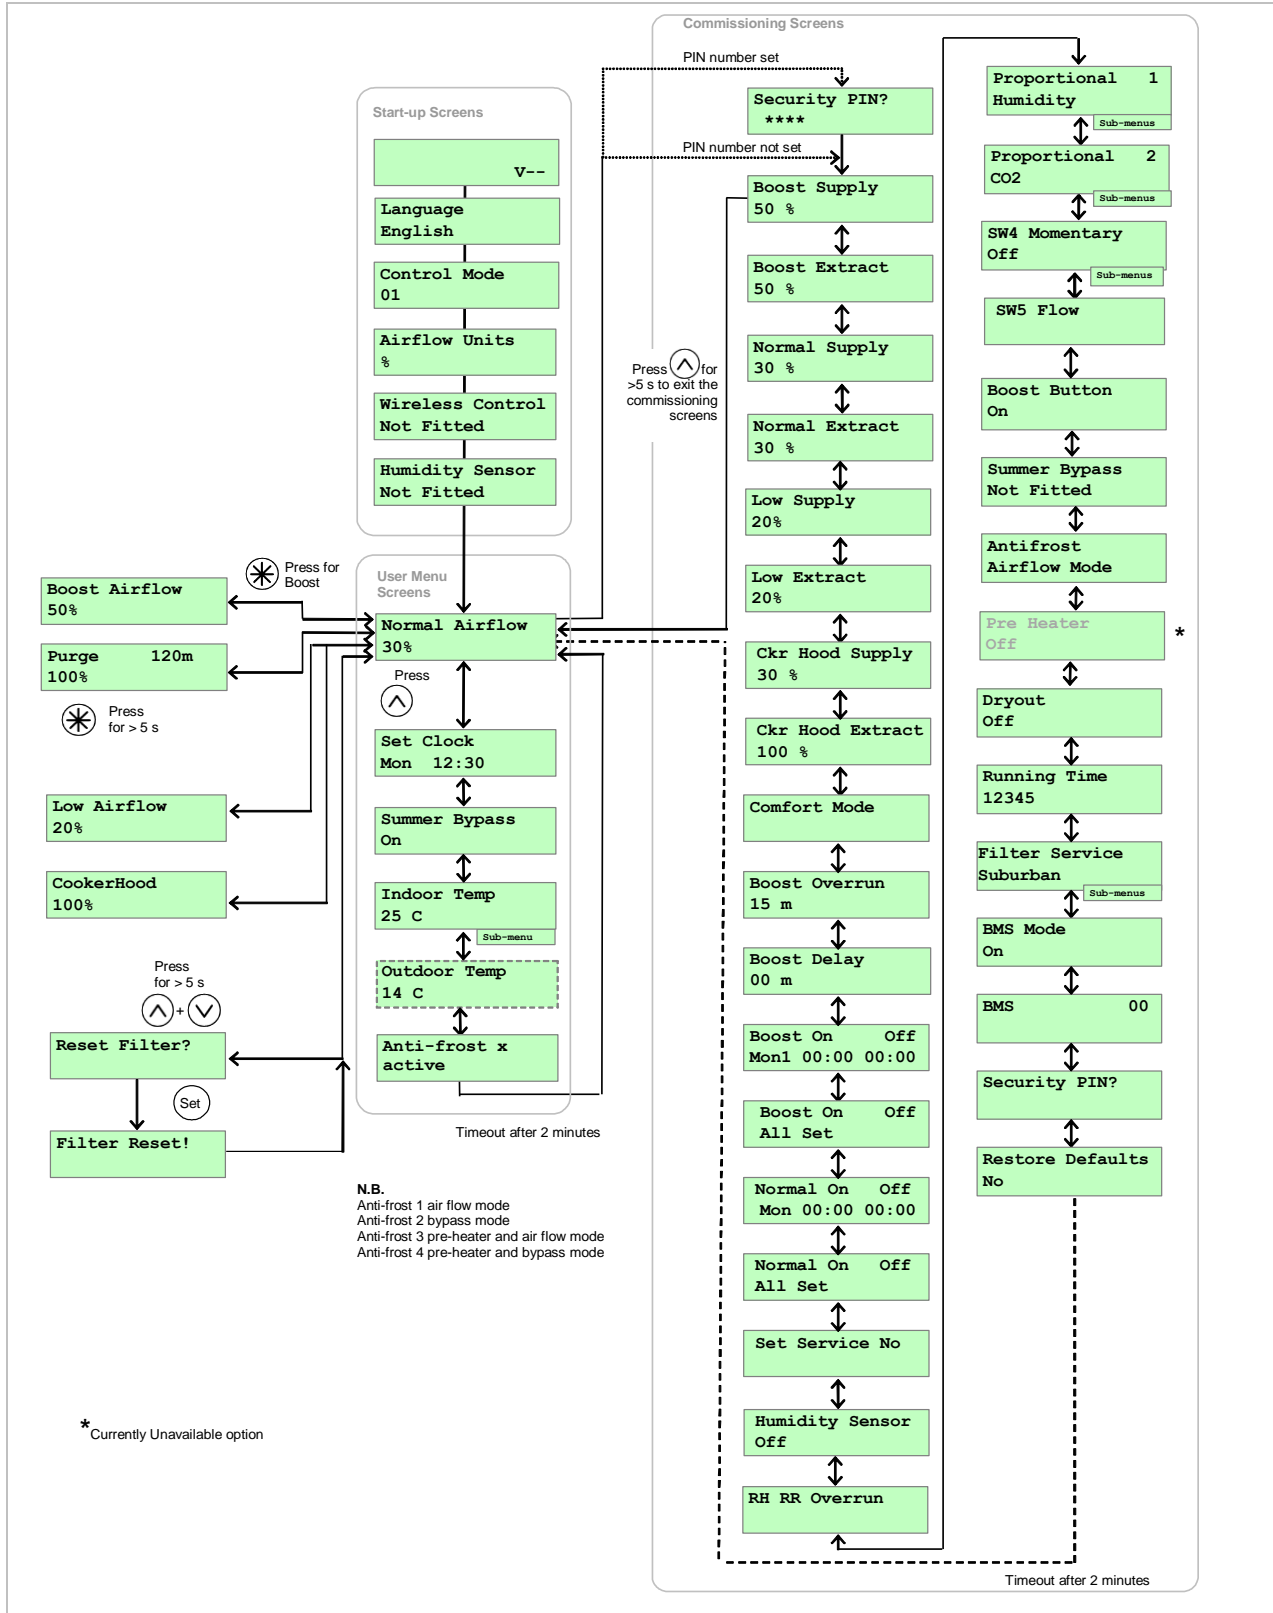 Commissioning Screens
PIN number set
Security PIN?
****
PIN number not set
Boost Supply
50 %
Boost Extract
50 %
Normal Supply
30 %
Press
for
>5 s to exit the
commissioning
screens
Normal Extract
30 %
Low Supply
20%
Low Extract
20%
Ckr Hood Supply
30 %
Ckr Hood Extract
100 %
Comfort Mode
Boost Overrun
15 m
Boost Delay
00 m
Boost On Off
Mon1 00:00 00:00
Boost On Off
All Set
Normal On Off
Mon 00:00 00:00
Normal On Off
All Set
Set Service No
Humidity Sensor
Off
RH RR Overrun
Proportional 1
Humidity
Sub-menus
Proportional 2
CO2
Sub-menus
SW4 Momentary
Off
Sub-menus
SW5 Flow
Boost Button
On
Summer Bypass
Not Fitted
Antifrost
Airflow Mode
Pre Heater
Off
*
Dryout
Off
Running Time
12345
Filter Service
Suburban
Sub-menus
BMS Mode
On
BMS 00
Security PIN?
Restore Defaults
No
Timeout after 2 minutes
Start-up Screens
V--
Language
English
Control Mode
01
Airflow Units
%
Wireless Control
Not Fitted
Humidity Sensor
Not Fitted
User Menu
Screens
Normal Airflow
30%
Press
Set Clock
Mon 12:30
Summer Bypass
On
Indoor Temp
25 C
Sub-menu
Outdoor Temp
14 C
Anti-frost x
active
Timeout after 2 minutes
Press for
Boost
Boost Airflow
50%
Purge 120m
100%
Press
for > 5 s
Low Airflow
20%
CookerHood
100%
Press
for > 5 s
+
Reset Filter?
Set
Filter Reset!
N.B.
Anti-frost 1 air flow mode
Anti-frost 2 bypass mode
Anti-frost 3 pre-heater and air flow mode
Anti-frost 4 pre-heater and bypass mode
*Currently Unavailable option